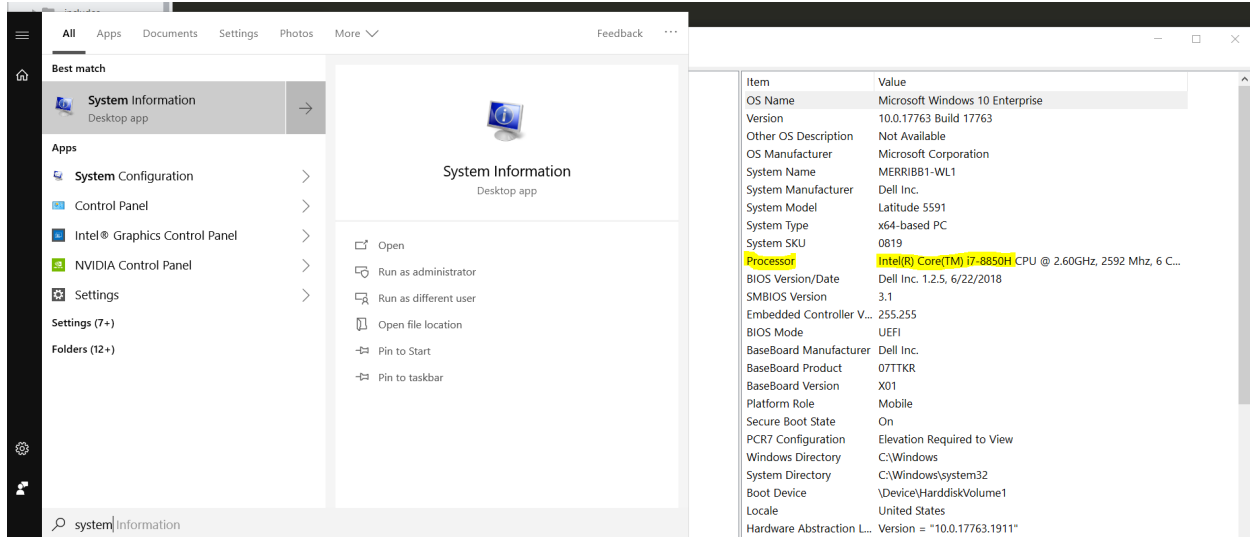 All Apps Documents Settings Photos More Feedback ...
Best match
System Information
Desktop app
Apps
System Configuration
Control Panel
Intel® Graphics Control Panel
NVIDIA Control Panel
Settings
Settings (7+)
Folders (12+)
System Information
Desktop app
Open
Run as administrator
Run as different user
Open file location
Pin to Start
Pin to taskbar
system Information
Item Value
OS Name Microsoft Windows 10 Enterprise
Version 10.0.17763 Build 17763
Other OS Description Not Available
OS Manufacturer Microsoft Corporation
System Name MERRIBB1-WL1
System Manufacturer Dell Inc.
System Model Latitude 5591
System Type x64-based PC
System SKU 0819
Processor Intel(R) Core(TM) i7-8850H CPU @ 2.60GHz, 2592 Mhz, 6 C...
BIOS Version/Date Dell Inc. 1.2.5, 6/22/2018
SMBIOS Version 3.1
Embedded Controller V... 255.255
BIOS Mode UEFI
BaseBoard Manufacturer Dell Inc.
BaseBoard Product 07TTKR
BaseBoard Version X01
Platform Role Mobile
Secure Boot State On
PCR7 Configuration Elevation Required to View
Windows Directory C:\Windows
System Directory C:\Windows\system32
Boot Device \Device\HarddiskVolume1
Locale United States
Hardware Abstraction L... Version = "10.0.17763.1911"